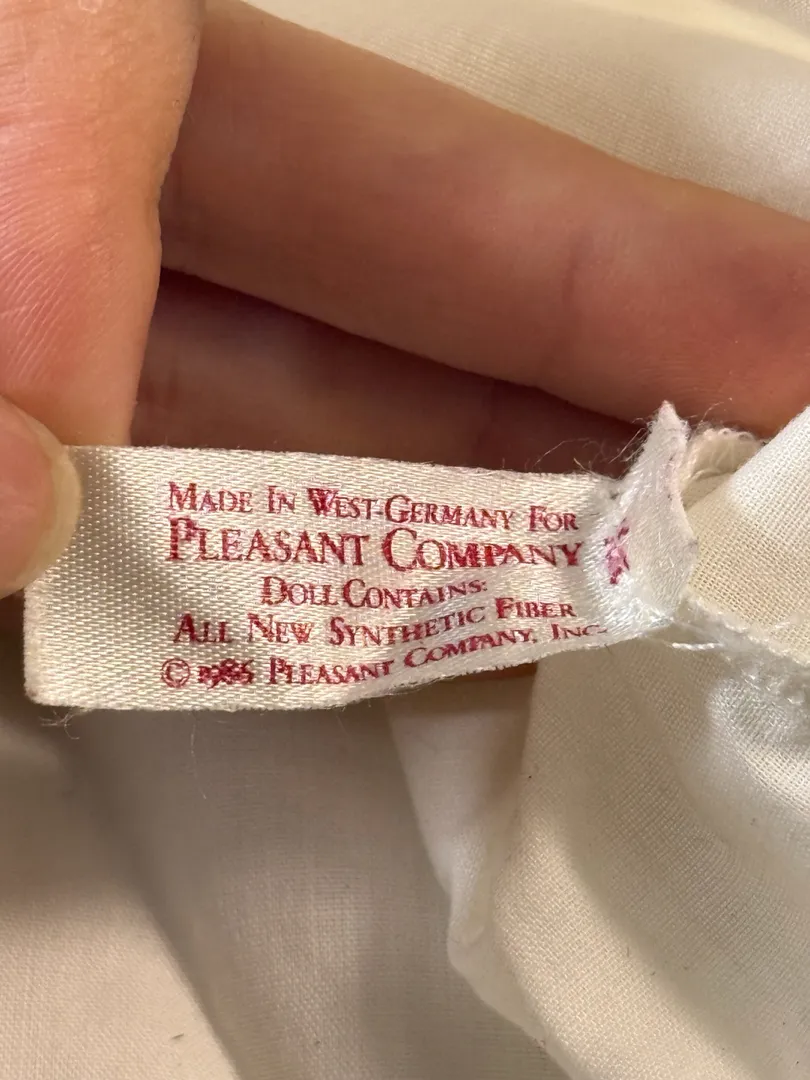 MADE IN WEST-GERMANY FOR
PLEASANT COMPANY
DOLL CONTAINS:
ALL NEW SYNTHETIC FIBER
© 1986 PLEASANT COMPANY, INC.